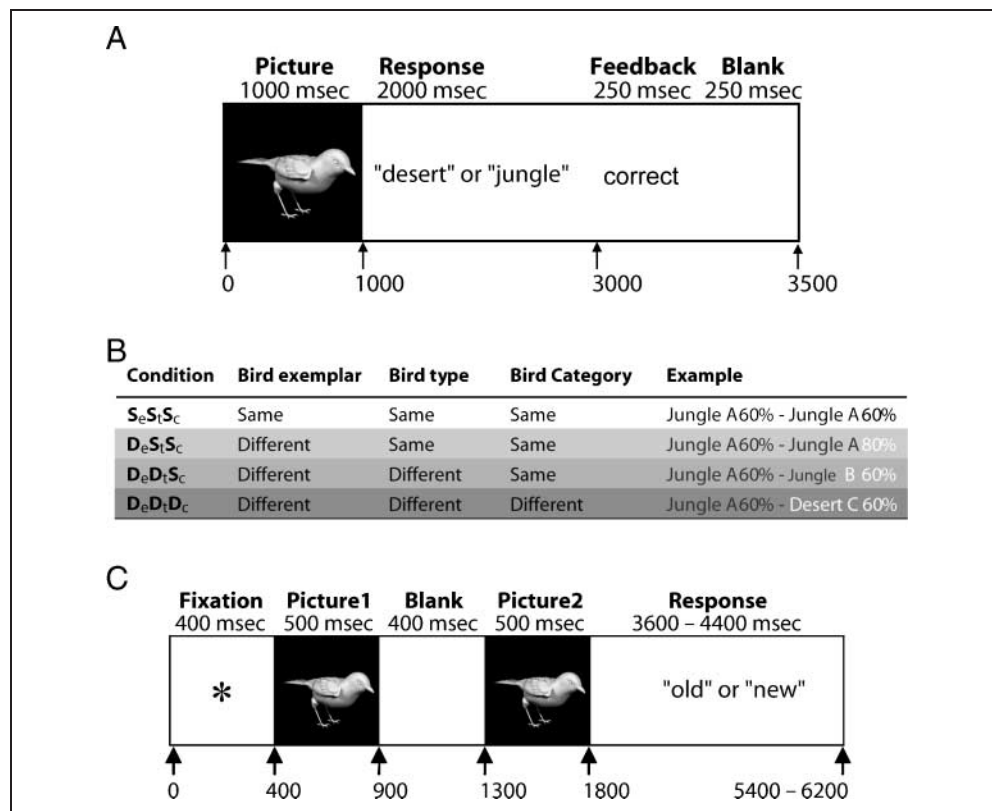 A
Picture Response Feedback Blank
1000 msec 2000 msec 250 msec 250 msec
"desert" or "jungle" correct
0 1000 3000 3500
B
Condition Bird exemplar Bird type Bird Category Example
SeStSc Same Same Same Jungle A60% - Jungle A60%
DeStSc Different Same Same Jungle A60% - Jungle A 80%
DeDtSc Different Different Same Jungle A60% - Jungle B 60%
DeDtDc Different Different Different Jungle A60% - Desert C 60%
C
Fixation Picture1 Blank Picture2 Response
400 msec 500 msec 400 msec 500 msec 3600 – 4400 msec
* "old" or "new"
0 400 900 1300 1800 5400 – 6200